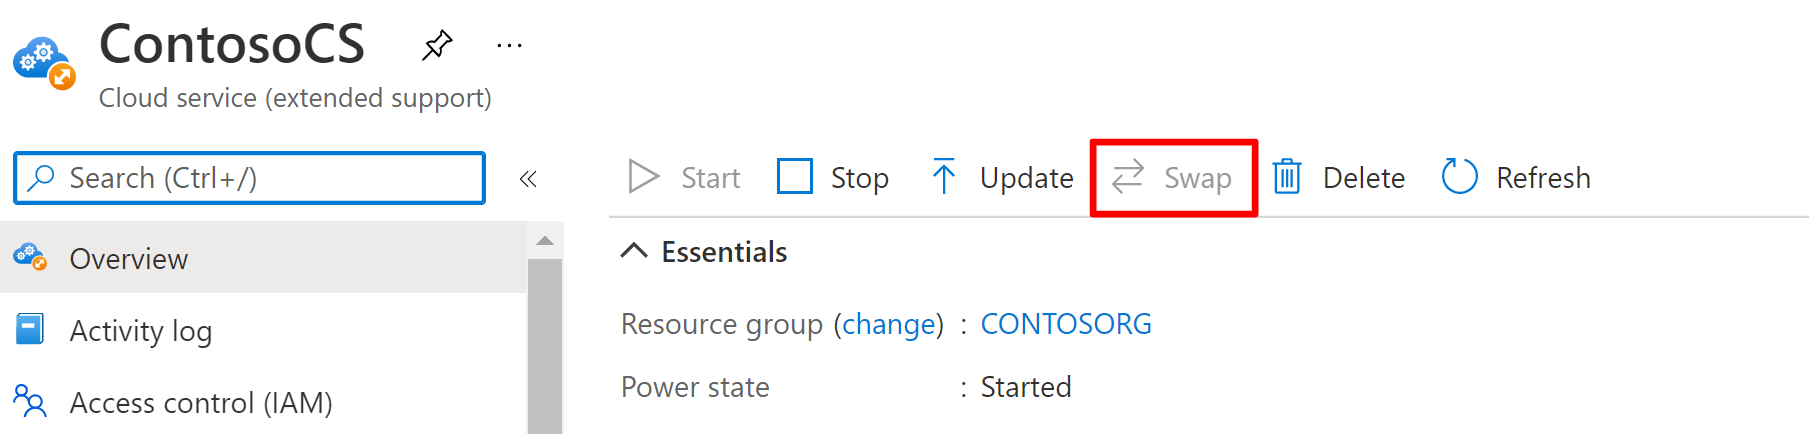 ContosoCS
Cloud service (extended support)
Search (Ctrl+/)
Start Stop Update Swap Delete Refresh
Overview
Activity log
Access control (IAM)
Essentials
Resource group (change) : CONTOSORG
Power state : Started